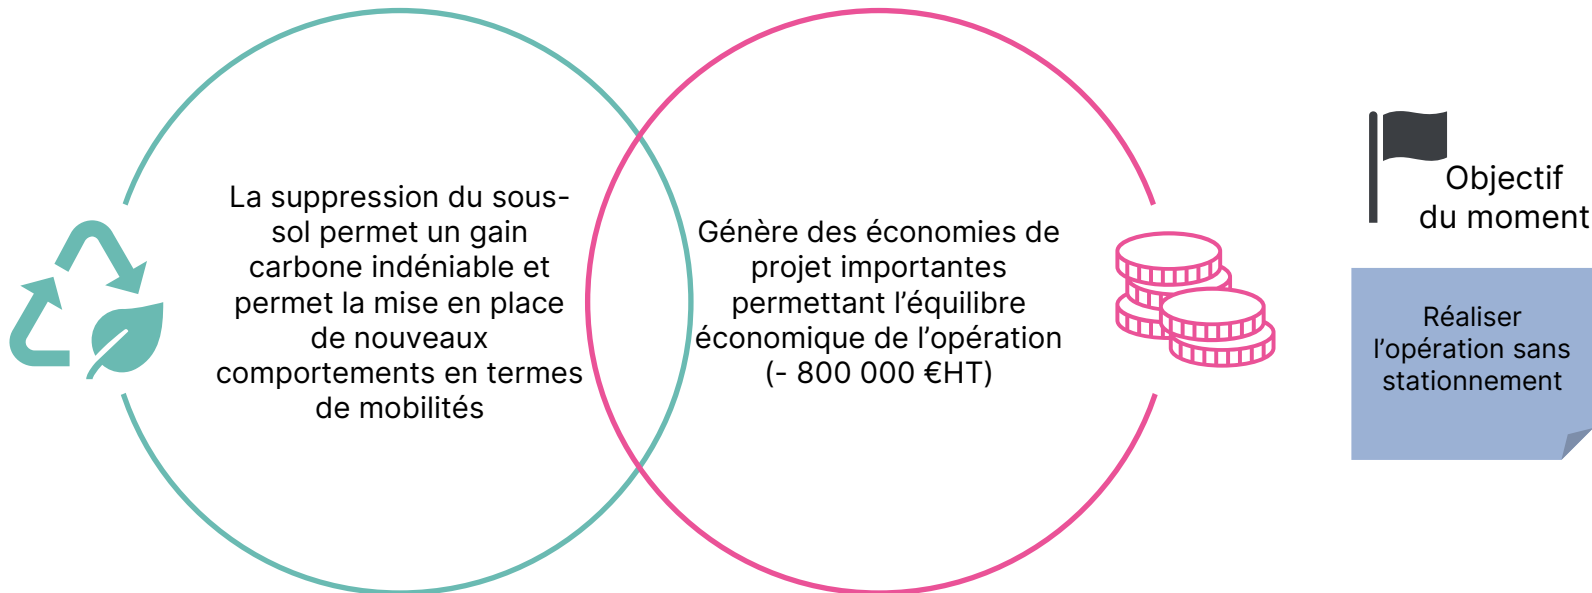 La suppression du sous-
sol permet un gain
carbone indéniable et
permet la mise en place
de nouveaux
comportements en termes
de mobilités
Génère des économies de
projet importantes
permettant l’équilibre
économique de l’opération
(- 800 000 €HT)
Objectif
du moment
Réaliser
l’opération sans
stationnement